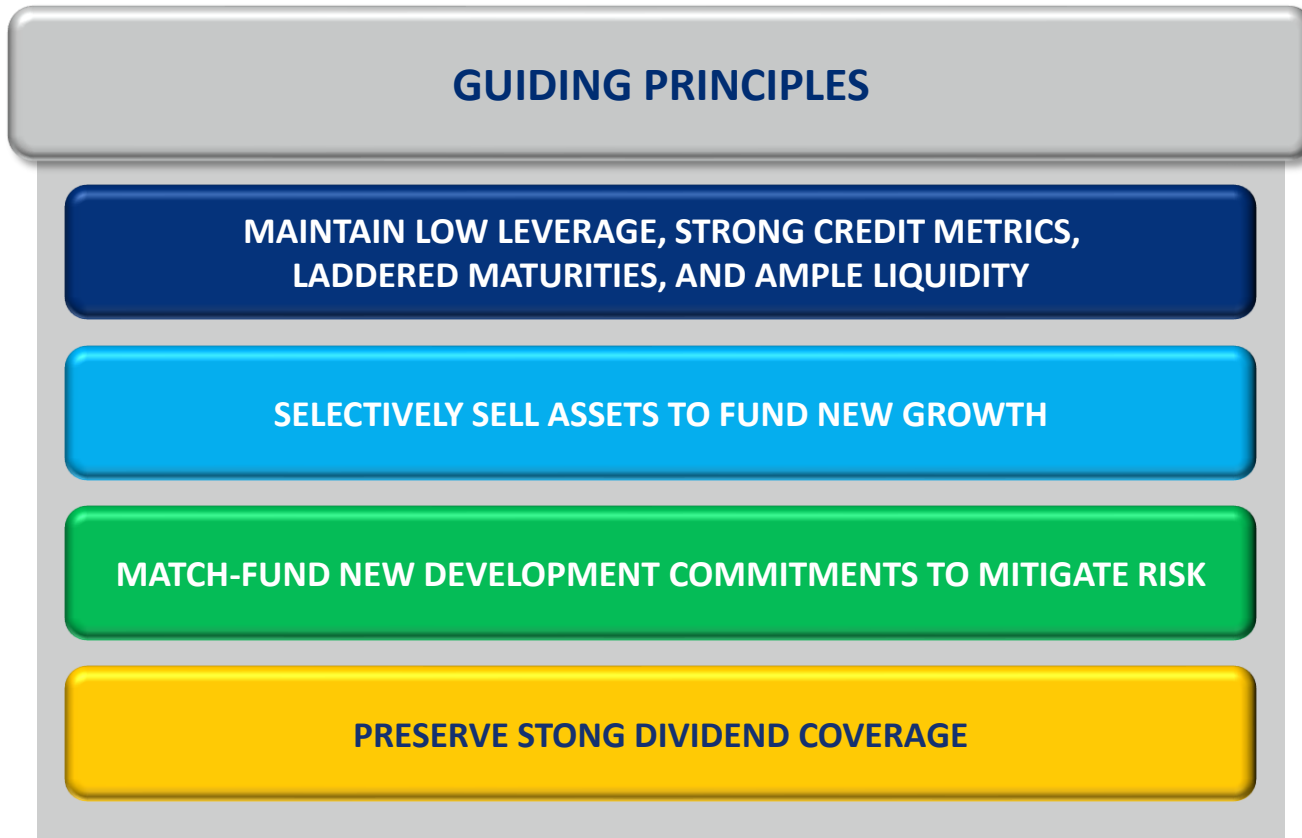 GUIDING PRINCIPLES
MAINTAIN LOW LEVERAGE, STRONG CREDIT METRICS,
LADDERED MATURITIES, AND AMPLE LIQUIDITY
SELECTIVELY SELL ASSETS TO FUND NEW GROWTH
MATCH-FUND NEW DEVELOPMENT COMMITMENTS TO MITIGATE RISK
PRESERVE STONG DIVIDEND COVERAGE